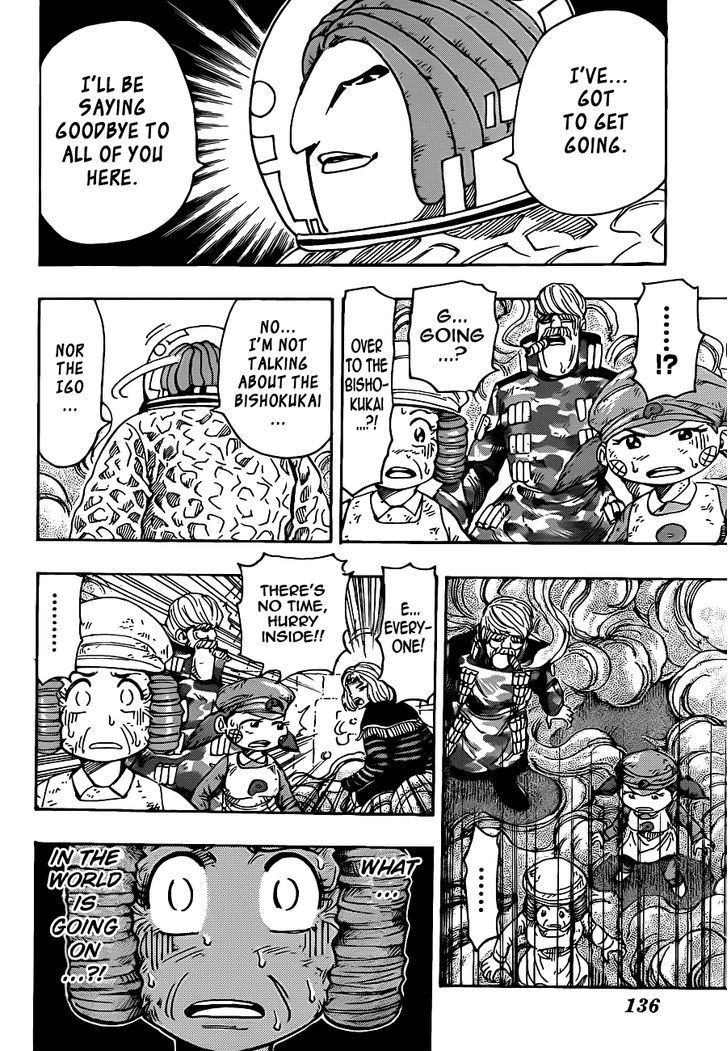 I'VE...
GOT
TO GET
GOING.
I'LL BE
SAYING
GOODBYE TO
ALL OF YOU
HERE.
......
!?
G...
GOING
...?
OVER
TO THE
BISHO-
KUKAI
...?!
NO...
I'M NOT
TALKING
ABOUT THE
BISHOKUKAI
...
NOR
THE
IGO
...
......
E...
EVERY-
ONE!
THERE'S
NO TIME,
HURRY
INSIDE!!
......
WHAT
...
IN THE
WORLD
IS
GOING
ON
...?!
136